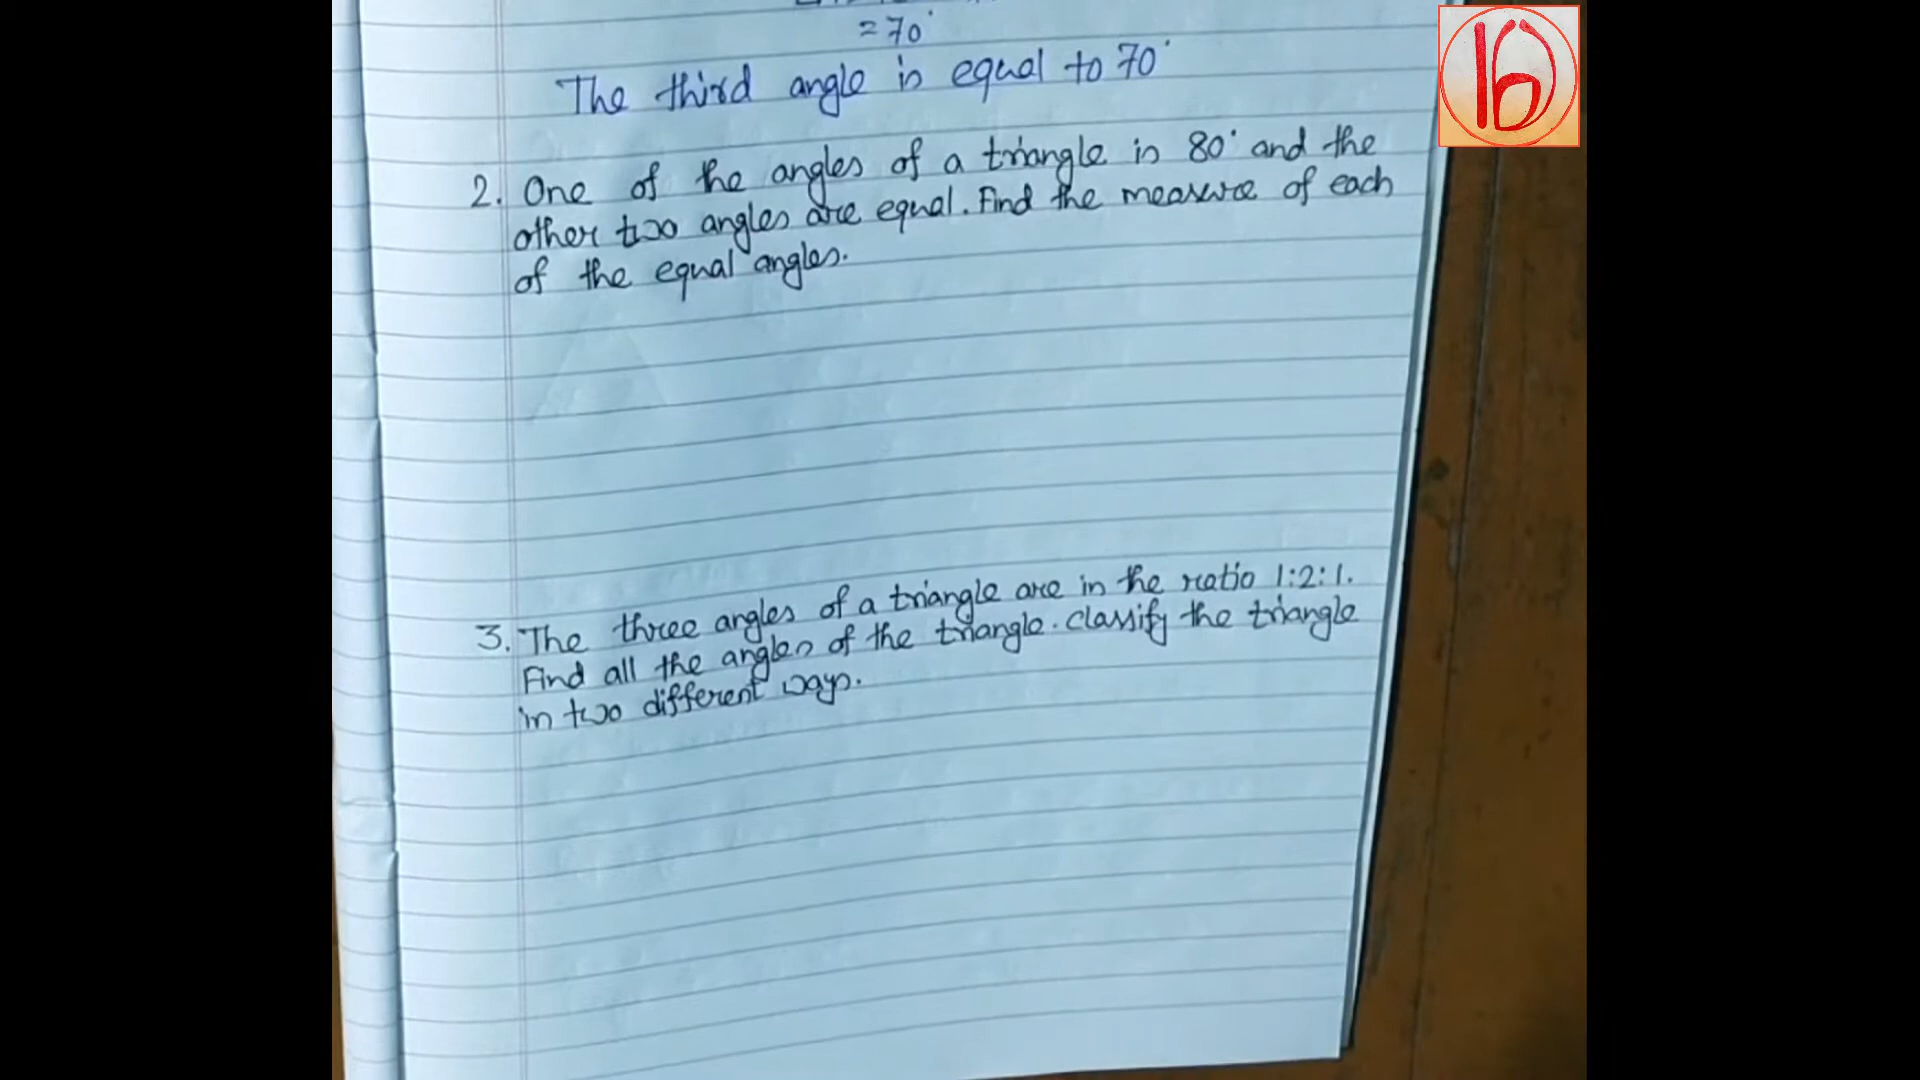 = 70°
The third angle is equal to 70°
2. One of the angles of a triangle is 80° and the
other two angles are equal. Find the measure of each
of the equal angles.
3. The three angles of a triangle are in the ratio 1:2:1.
Find all the angles of the triangle. classify the triangle
in two different ways.